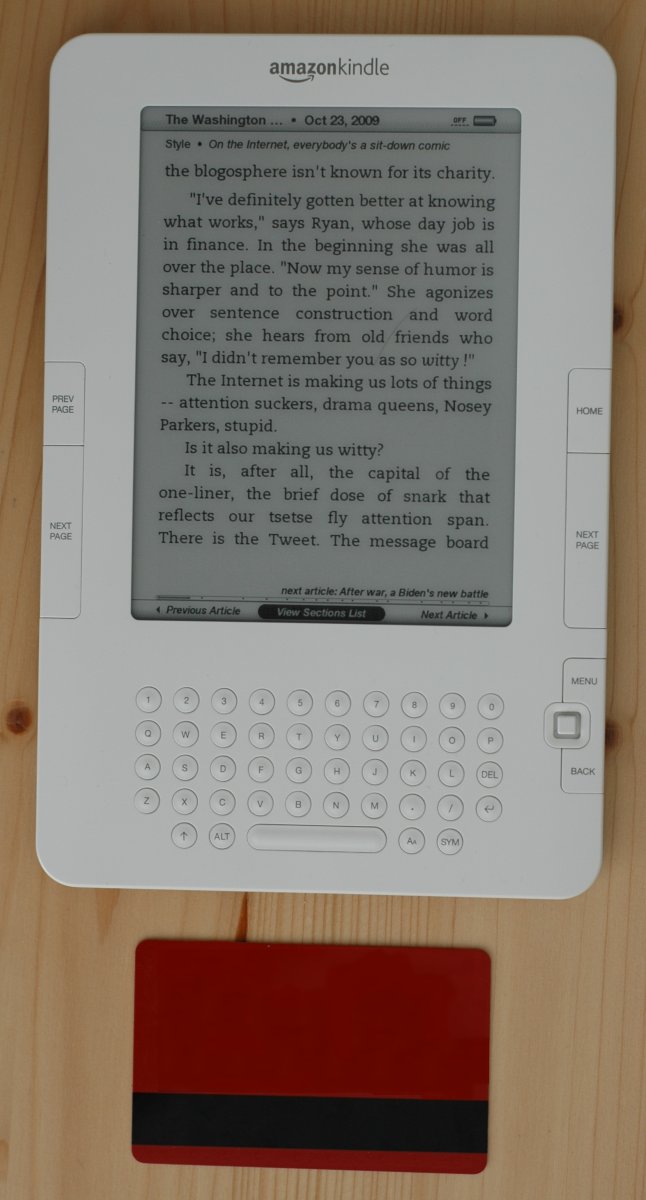 amazonkindle
The Washington ... • Oct 23, 2009 OFF
Style • On the Internet, everybody's a sit-down comic
the blogosphere isn't known for its charity.
"I've definitely gotten better at knowing
what works," says Ryan, whose day job is
in finance. In the beginning she was all
over the place. "Now my sense of humor is
sharper and to the point." She agonizes
over sentence construction and word
choice; she hears from old friends who
say, "I didn't remember you as so witty !"
The Internet is making us lots of things
-- attention suckers, drama queens, Nosey
Parkers, stupid.
Is it also making us witty?
It is, after all, the capital of the
one-liner, the brief dose of snark that
reflects our tsetse fly attention span.
There is the Tweet. The message board
next article: After war, a Biden's new battle
Previous Article View Sections List Next Article
PREV
PAGE
NEXT
PAGE
HOME
NEXT
PAGE
MENU
BACK
1 2 3 4 5 6 7 8 9 0
Q W E R T Y U I O P
A S D F G H J K L DEL
Z X C V B N M . / ↵
↑ ALT AA SYM